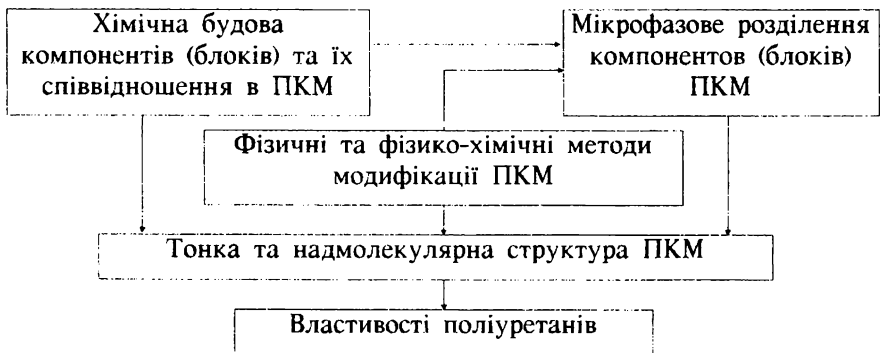 Хімічна будова
компонентів (блоків) та їх
співвідношення в ПКМ
Мікрофазове розділення
компонентов (блоків)
ПКМ
Фізичні та фізико-хімічні методи
модифікації ПКМ
Тонка та надмолекулярна структура ПКМ
Властивості поліуретанів